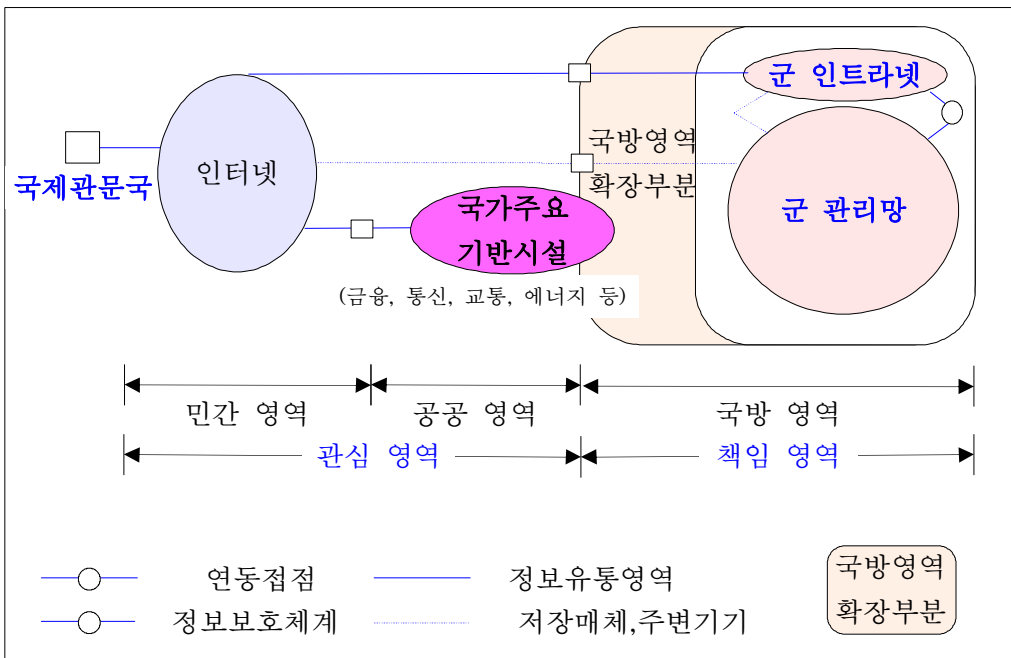 군 인트라넷
국제관문국
인터넷
국방영역
확장부분
국가주요
기반시설
군 관리망
(금융, 통신, 교통, 에너지 등)
민간 영역
공공 영역
국방 영역
관심 영역
책임 영역
연동접점
정보유통영역
정보보호체계
저장매체,주변기기
국방영역
확장부분